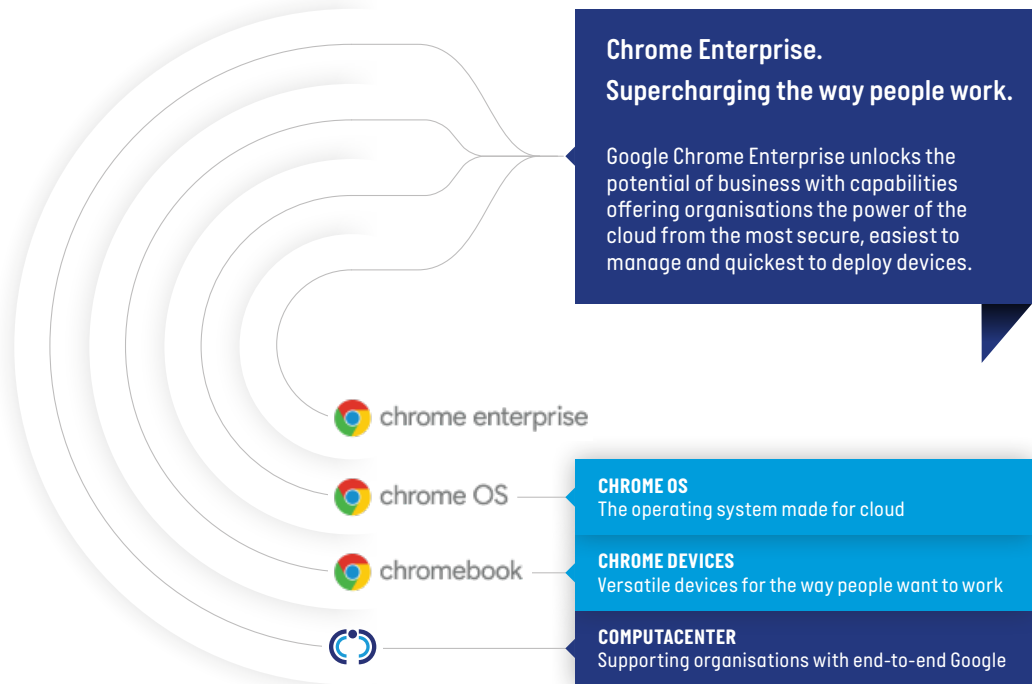 Chrome Enterprise.
Supercharging the way people work.
Google Chrome Enterprise unlocks the
potential of business with capabilities
offering organisations the power of the
cloud from the most secure, easiest to
manage and quickest to deploy devices.
chrome enterprise
chrome OS
CHROME OS
The operating system made for cloud
chromebook
CHROME DEVICES
Versatile devices for the way people want to work
COMPUTACENTER
Supporting organisations with end-to-end Google